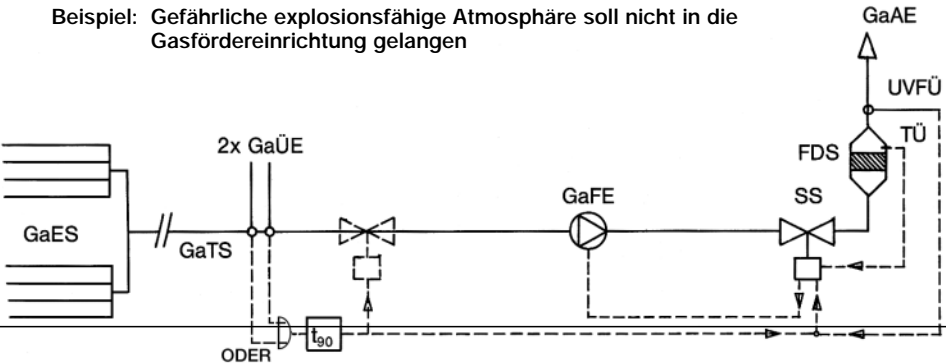 Beispiel: Gefährliche explosionsfähige Atmosphäre soll nicht in die
Gasfördereinrichtung gelangen
GaAE
UVFÜ
TÜ
FDS
2x GaÜE
GaFE
SS
GaES
GaTS
t90
ODER